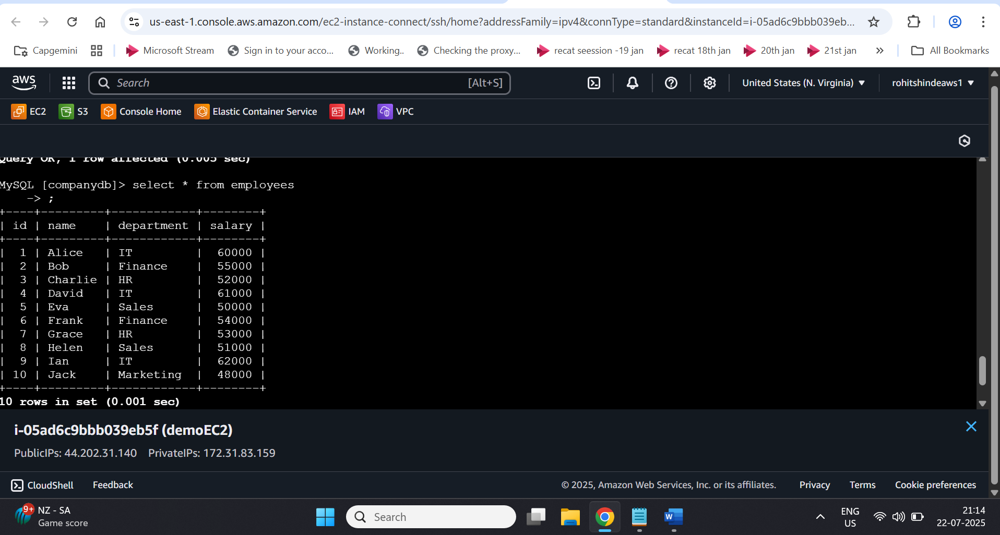 us-east-1.console.aws.amazon.com/ec2-instance-connect/ssh/home?addressFamily=ipv4&connType=standard&instanceId=i-05ad6c9bbb039eb...
Capgemini Microsoft Stream Sign in to your acco... Working.. Checking the proxy... recat seession -19 jan recat 18th jan 20th jan 21st jan » All Bookmarks
aws Search [Alt+S] United States (N. Virginia) rohitshindeaws1
EC2 S3 Console Home Elastic Container Service IAM VPC
Query OK, 1 row affected (0.005 sec)
MySQL [companydb]> select * from employees
    -> ;
+----+---------+------------+--------+
| id | name    | department | salary |
+----+---------+------------+--------+
|  1 | Alice   | IT         |  60000 |
|  2 | Bob     | Finance    |  55000 |
|  3 | Charlie | HR         |  52000 |
|  4 | David   | IT         |  61000 |
|  5 | Eva     | Sales      |  50000 |
|  6 | Frank   | Finance    |  54000 |
|  7 | Grace   | HR         |  53000 |
|  8 | Helen   | Sales      |  51000 |
|  9 | Ian     | IT         |  62000 |
| 10 | Jack    | Marketing  |  48000 |
+----+---------+------------+--------+
10 rows in set (0.001 sec)
i-05ad6c9bbb039eb5f (demoEC2)
PublicIPs: 44.202.31.140 PrivateIPs: 172.31.83.159
CloudShell Feedback © 2025, Amazon Web Services, Inc. or its affiliates. Privacy Terms Cookie preferences
9+ NZ - SA
Game score
Search
W
ENG
US
21:14
22-07-2025